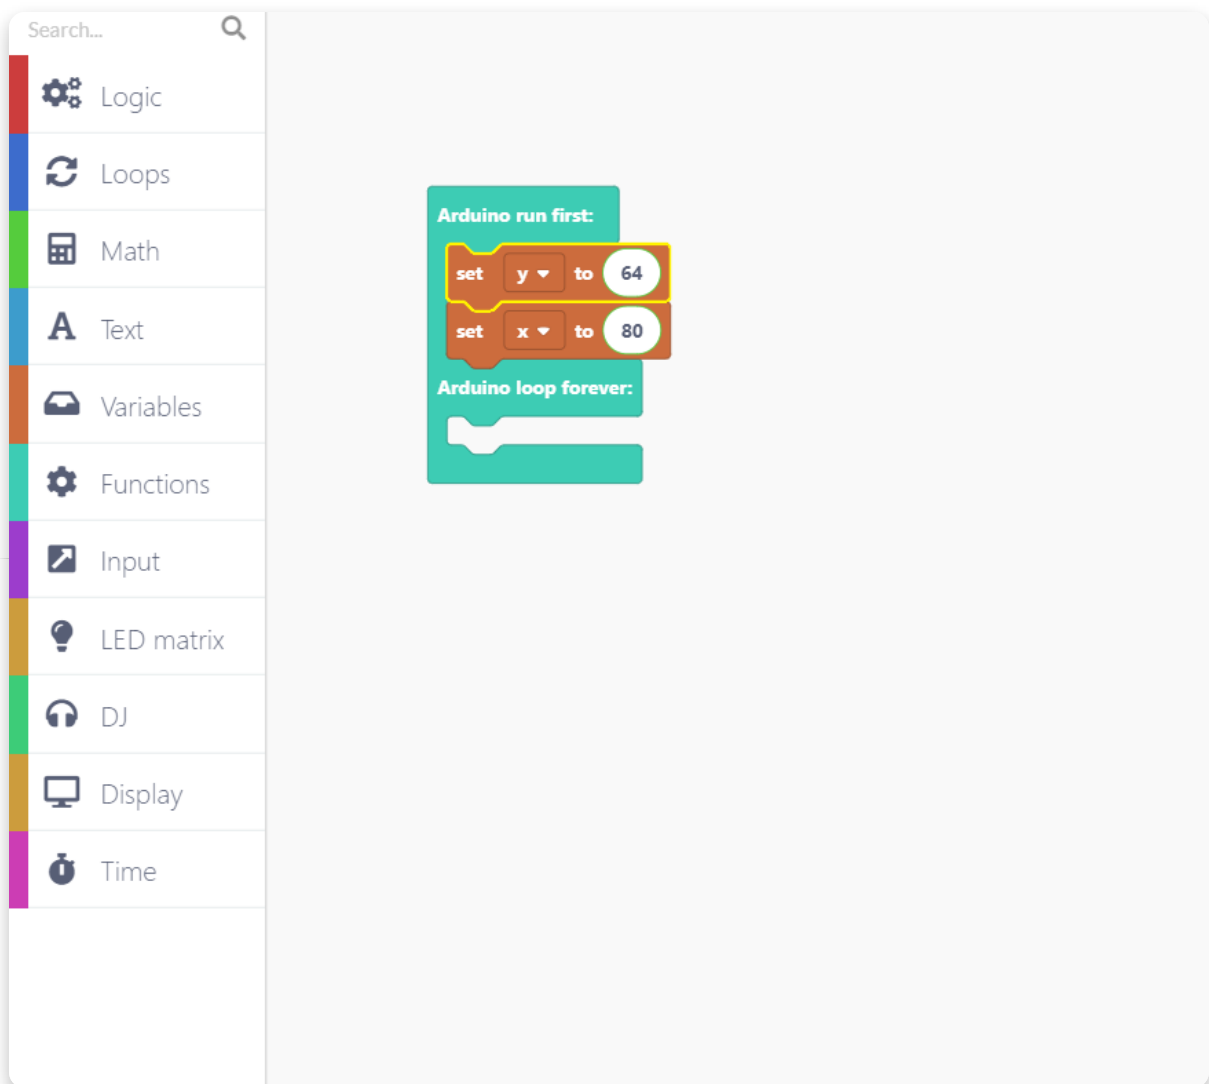 Search...
Logic
Loops
Math
Text
Variables
Functions
Input
LED matrix
DJ
Display
Time
Arduino run first:
set y to 64
set x to 80
Arduino loop forever: